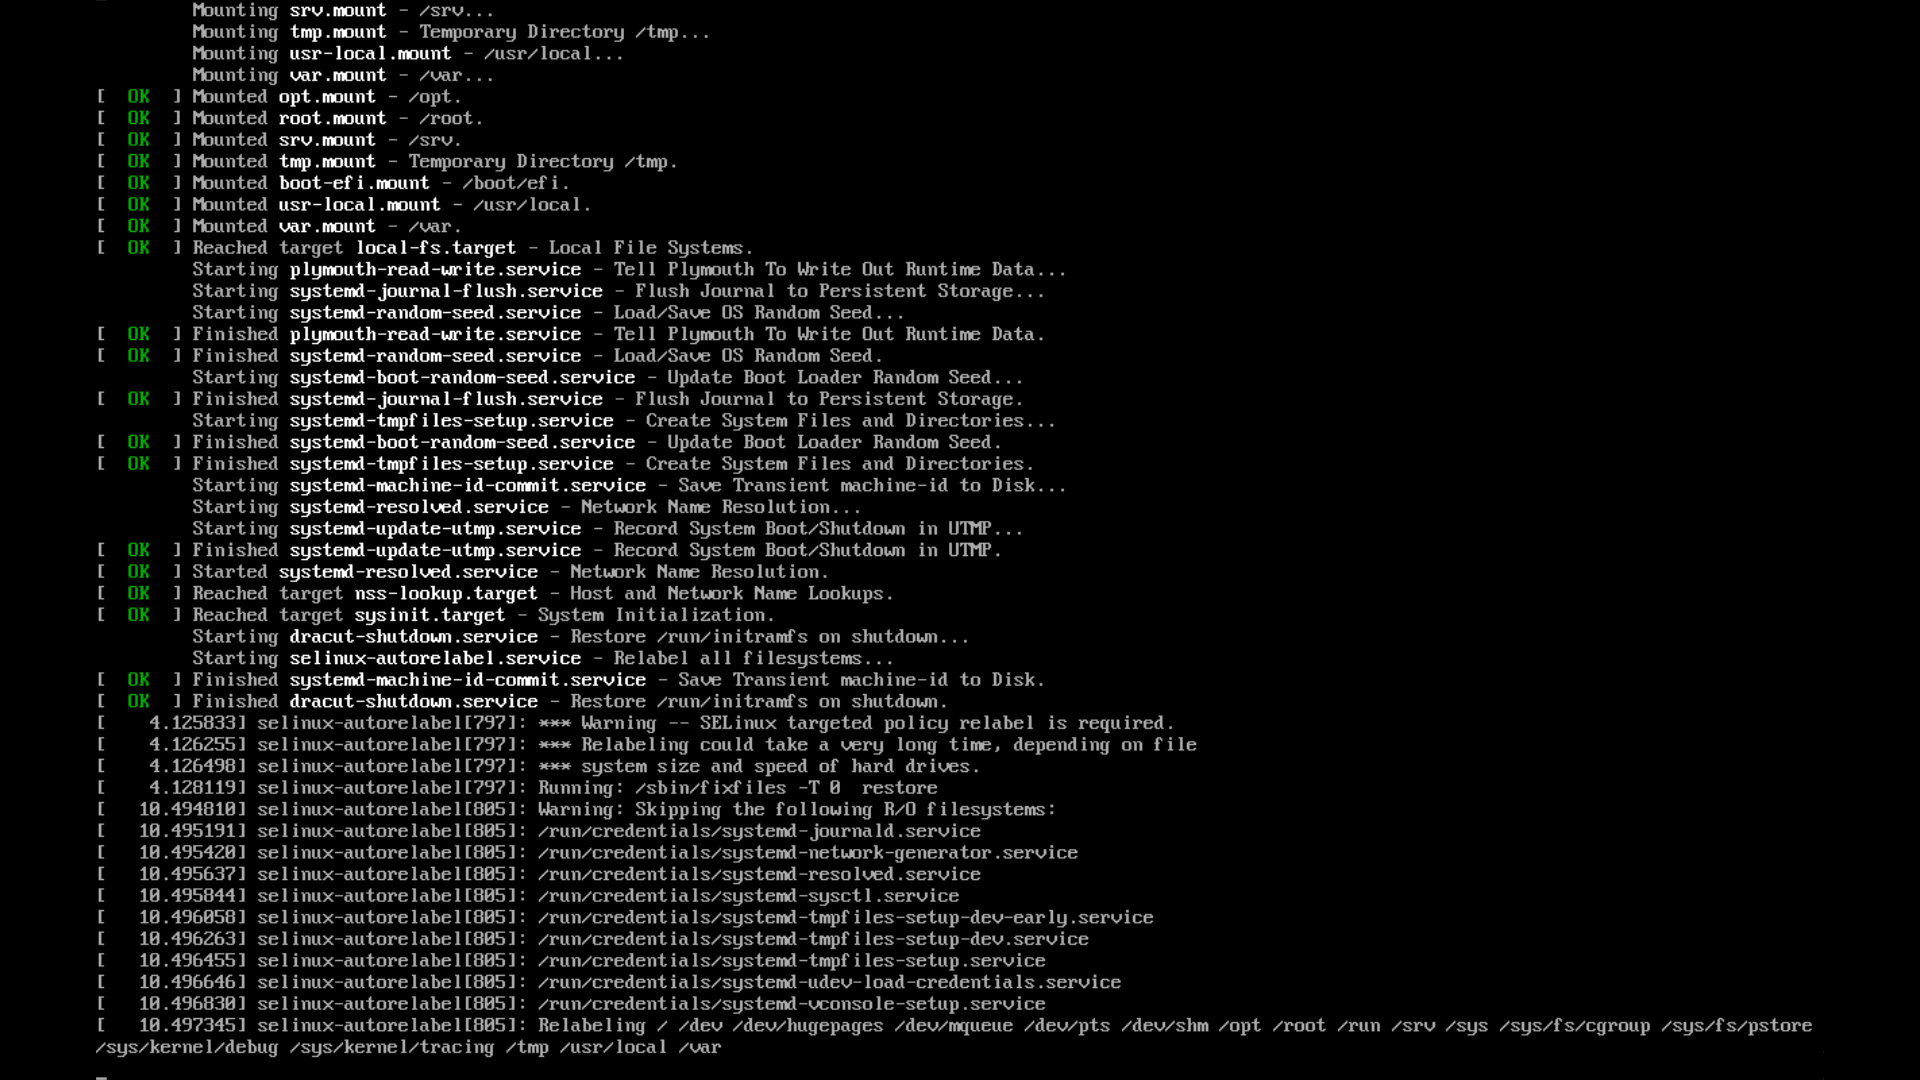 Mounting srv.mount - /srv...
         Mounting tmp.mount - Temporary Directory /tmp...
         Mounting usr-local.mount - /usr/local...
         Mounting var.mount - /var...
[  OK  ] Mounted opt.mount - /opt.
[  OK  ] Mounted root.mount - /root.
[  OK  ] Mounted srv.mount - /srv.
[  OK  ] Mounted tmp.mount - Temporary Directory /tmp.
[  OK  ] Mounted boot-efi.mount - /boot/efi.
[  OK  ] Mounted usr-local.mount - /usr/local.
[  OK  ] Mounted var.mount - /var.
[  OK  ] Reached target local-fs.target - Local File Systems.
         Starting plymouth-read-write.service - Tell Plymouth To Write Out Runtime Data...
         Starting systemd-journal-flush.service - Flush Journal to Persistent Storage...
         Starting systemd-random-seed.service - Load/Save OS Random Seed...
[  OK  ] Finished plymouth-read-write.service - Tell Plymouth To Write Out Runtime Data.
[  OK  ] Finished systemd-random-seed.service - Load/Save OS Random Seed.
         Starting systemd-boot-random-seed.service - Update Boot Loader Random Seed...
[  OK  ] Finished systemd-journal-flush.service - Flush Journal to Persistent Storage.
         Starting systemd-tmpfiles-setup.service - Create System Files and Directories...
[  OK  ] Finished systemd-boot-random-seed.service - Update Boot Loader Random Seed.
[  OK  ] Finished systemd-tmpfiles-setup.service - Create System Files and Directories.
         Starting systemd-machine-id-commit.service - Save Transient machine-id to Disk...
         Starting systemd-resolved.service - Network Name Resolution...
         Starting systemd-update-utmp.service - Record System Boot/Shutdown in UTMP...
[  OK  ] Finished systemd-update-utmp.service - Record System Boot/Shutdown in UTMP.
[  OK  ] Started systemd-resolved.service - Network Name Resolution.
[  OK  ] Reached target nss-lookup.target - Host and Network Name Lookups.
[  OK  ] Reached target sysinit.target - System Initialization.
         Starting dracut-shutdown.service - Restore /run/initramfs on shutdown...
         Starting selinux-autorelabel.service - Relabel all filesystems...
[  OK  ] Finished systemd-machine-id-commit.service - Save Transient machine-id to Disk.
[  OK  ] Finished dracut-shutdown.service - Restore /run/initramfs on shutdown.
[    4.125833] selinux-autorelabel[797]: *** Warning -- SELinux targeted policy relabel is required.
[    4.126255] selinux-autorelabel[797]: *** Relabeling could take a very long time, depending on file
[    4.126498] selinux-autorelabel[797]: *** system size and speed of hard drives.
[    4.128119] selinux-autorelabel[797]: Running: /sbin/fixfiles -T 0  restore
[   10.494810] selinux-autorelabel[805]: Warning: Skipping the following R/O filesystems:
[   10.495191] selinux-autorelabel[805]: /run/credentials/systemd-journald.service
[   10.495420] selinux-autorelabel[805]: /run/credentials/systemd-network-generator.service
[   10.495637] selinux-autorelabel[805]: /run/credentials/systemd-resolved.service
[   10.495844] selinux-autorelabel[805]: /run/credentials/systemd-sysctl.service
[   10.496058] selinux-autorelabel[805]: /run/credentials/systemd-tmpfiles-setup-dev-early.service
[   10.496263] selinux-autorelabel[805]: /run/credentials/systemd-tmpfiles-setup-dev.service
[   10.496455] selinux-autorelabel[805]: /run/credentials/systemd-tmpfiles-setup.service
[   10.496646] selinux-autorelabel[805]: /run/credentials/systemd-udev-load-credentials.service
[   10.496830] selinux-autorelabel[805]: /run/credentials/systemd-vconsole-setup.service
[   10.497345] selinux-autorelabel[805]: Relabeling / /dev /dev/hugepages /dev/mqueue /dev/pts /dev/shm /opt /root /run /srv /sys /sys/fs/cgroup /sys/fs/pstore
/sys/kernel/debug /sys/kernel/tracing /tmp /usr/local /var